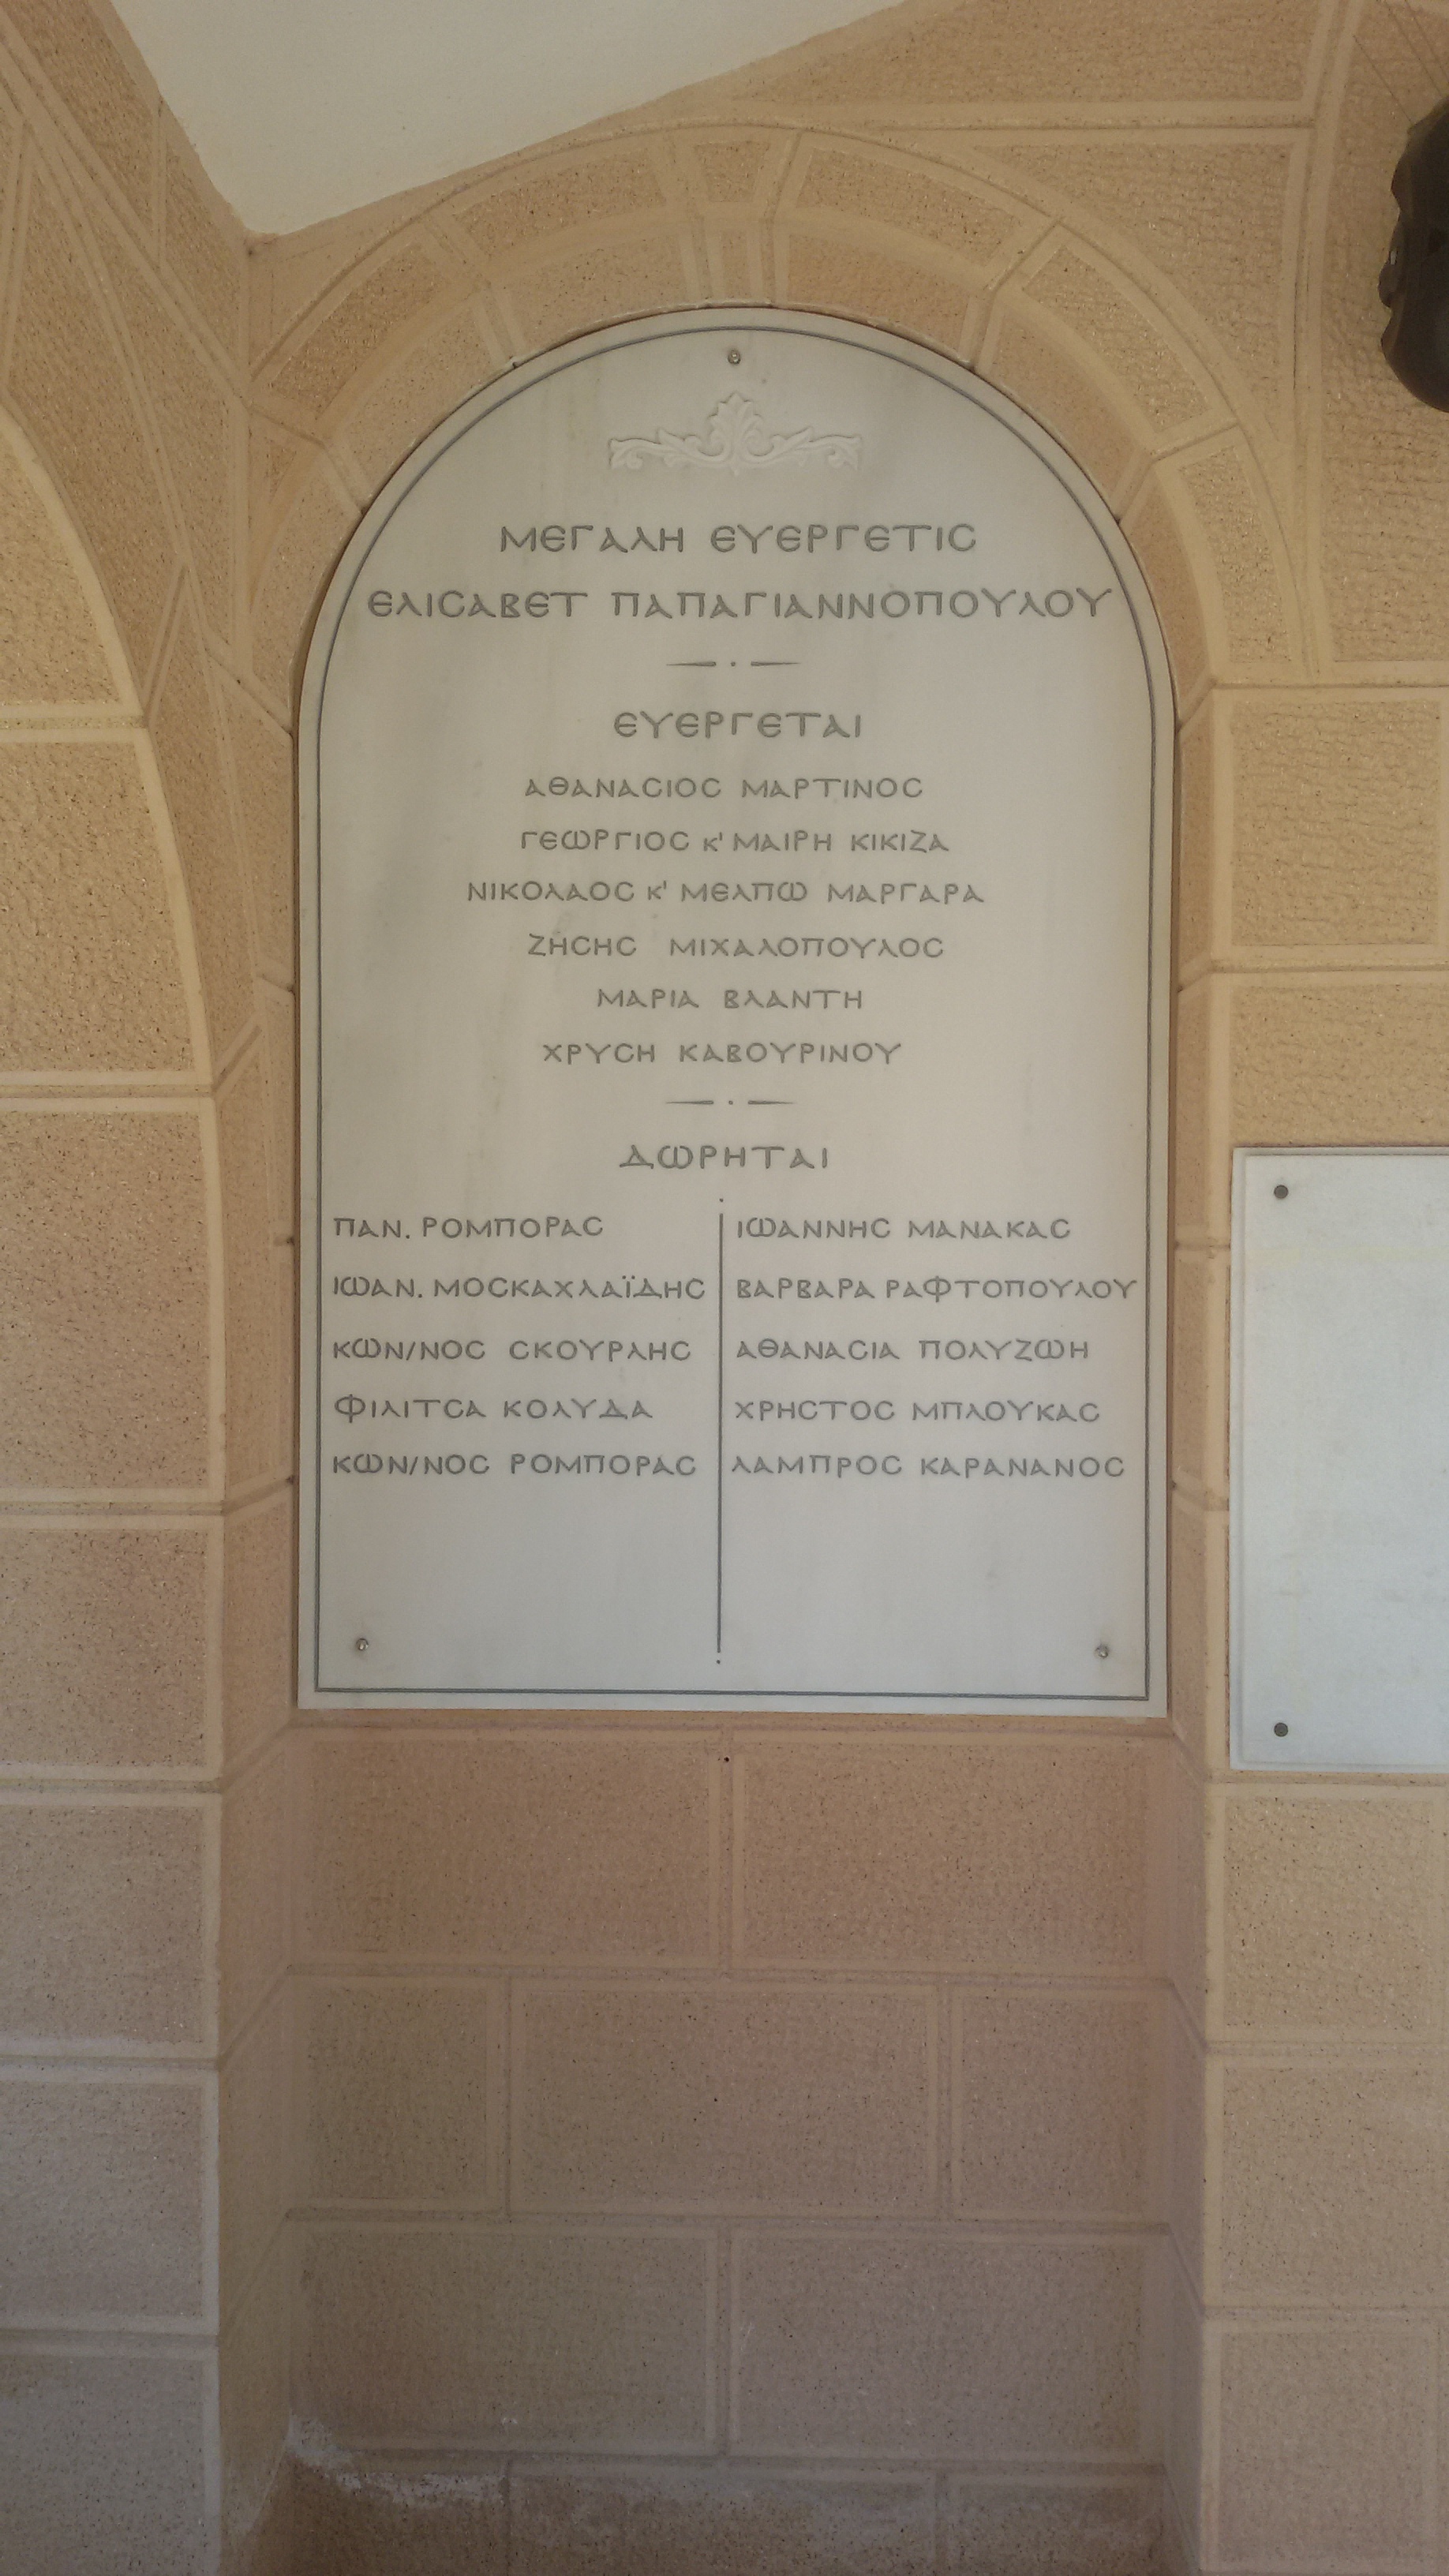 ΜΕΓΑΛΗ ΕΥΕΡΓΕΤΙϹ
ΕΛΙϹΑΒΕΤ ΠΑΠΑΓΙΑΝΝΟΠΟΥΛΟΥ
ΕΥΕΡΓΕΤΑΙ
ΑΘΑΝΑϹΙΟϹ ΜΑΡΤΙΝΟϹ
ΓΕΩΡΓΙΟϹ Κ' ΜΑΙΡΗ ΚΙΚΙΖΑ
ΝΙΚΟΛΑΟϹ Κ' ΜΕΛΠΩ ΜΑΡΓΑΡΑ
ΖΗϹΗϹ ΜΙΧΑΛΟΠΟΥΛΟϹ
ΜΑΡΙΑ ΒΛΑΝΤΗ
ΧΡΥϹΗ ΚΑΒΟΥΡΙΝΟΥ
ΔΩΡΗΤΑΙ
ΠΑΝ. ΡΟΜΠΟΡΑϹ
ΙΩΑΝ. ΜΟϹΚΑΧΛΑΪΔΗϹ
ΚΩΝ/ΝΟϹ ϹΚΟΥΡΛΗϹ
ΦΙΛΙΤϹΑ ΚΟΛΥΔΑ
ΚΩΝ/ΝΟϹ ΡΟΜΠΟΡΑϹ
ΙΩΑΝΝΗϹ ΜΑΝΑΚΑϹ
ΒΑΡΒΑΡΑ ΡΑΦΤΟΠΟΥΛΟΥ
ΑΘΑΝΑϹΙΑ ΠΟΛΥΖΩΗ
ΧΡΗϹΤΟϹ ΜΠΛΟΥΚΑϹ
ΛΑΜΠΡΟϹ ΚΑΡΑΝΑΝΟϹ